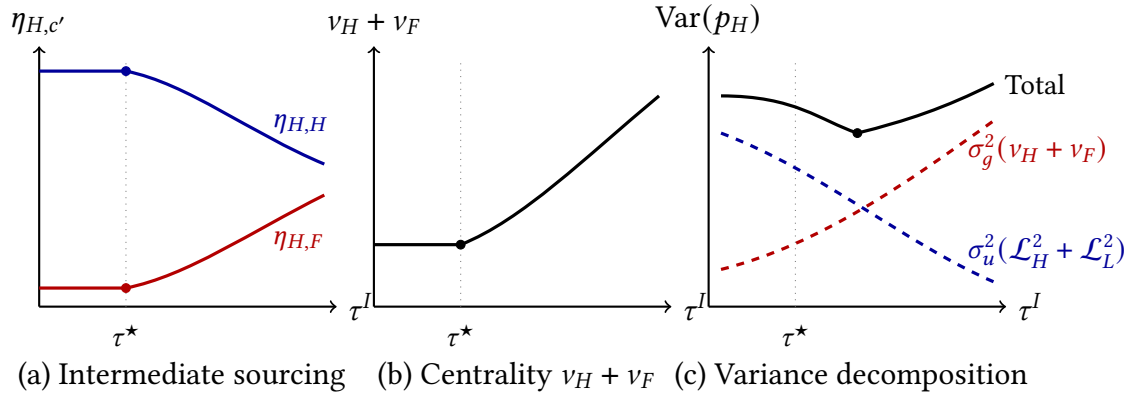 η_{H,c′}
η_{H,H}
η_{H,F}
τ^★
τ^I
(a) Intermediate sourcing
ν_H + ν_F
τ^★
τ^I
(b) Centrality ν_H + ν_F
Var(p_H)
Total
σ_g^2(ν_H + ν_F)
σ_u^2(ℒ_H^2 + ℒ_L^2)
τ^★
τ^I
(c) Variance decomposition